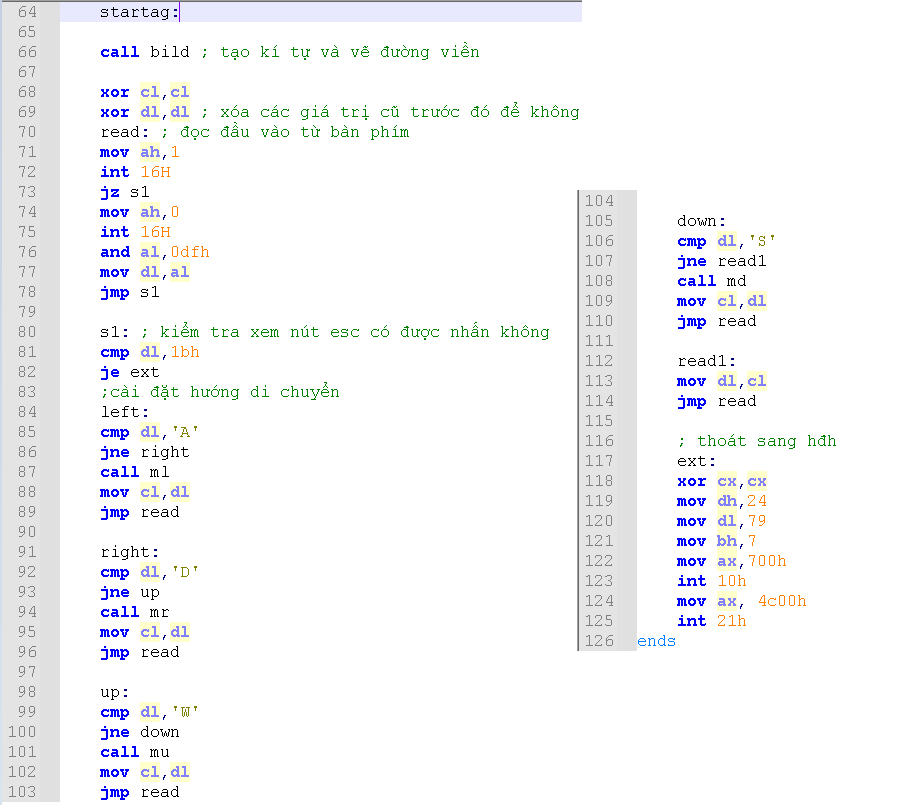 64 startag:
65
66 call bild ; tạo kí tự và vẽ đường viền
67
68 xor cl,cl
69 xor dl,dl ; xóa các giá trị cũ trước đó để không
70 read: ; đọc đầu vào từ bàn phím
71 mov ah,1
72 int 16H
73 jz s1
74 mov ah,0
75 int 16H
76 and al,0dfh
77 mov dl,al
78 jmp s1
79
80 s1: ; kiểm tra xem nút esc có được nhấn không
81 cmp dl,1bh
82 je ext
83 ;cài đặt hướng di chuyển
84 left:
85 cmp dl,'A'
86 jne right
87 call ml
88 mov cl,dl
89 jmp read
90
91 right:
92 cmp dl,'D'
93 jne up
94 call mr
95 mov cl,dl
96 jmp read
97
98 up:
99 cmp dl,'W'
100 jne down
101 call mu
102 mov cl,dl
103 jmp read
104
105 down:
106 cmp dl,'S'
107 jne read1
108 call md
109 mov cl,dl
110 jmp read
111
112 read1:
113 mov dl,cl
114 jmp read
115
116 ; thoát sang hđh
117 ext:
118 xor cx,cx
119 mov dh,24
120 mov dl,79
121 mov bh,7
122 mov ax,700h
123 int 10h
124 mov ax, 4c00h
125 int 21h
126 ends